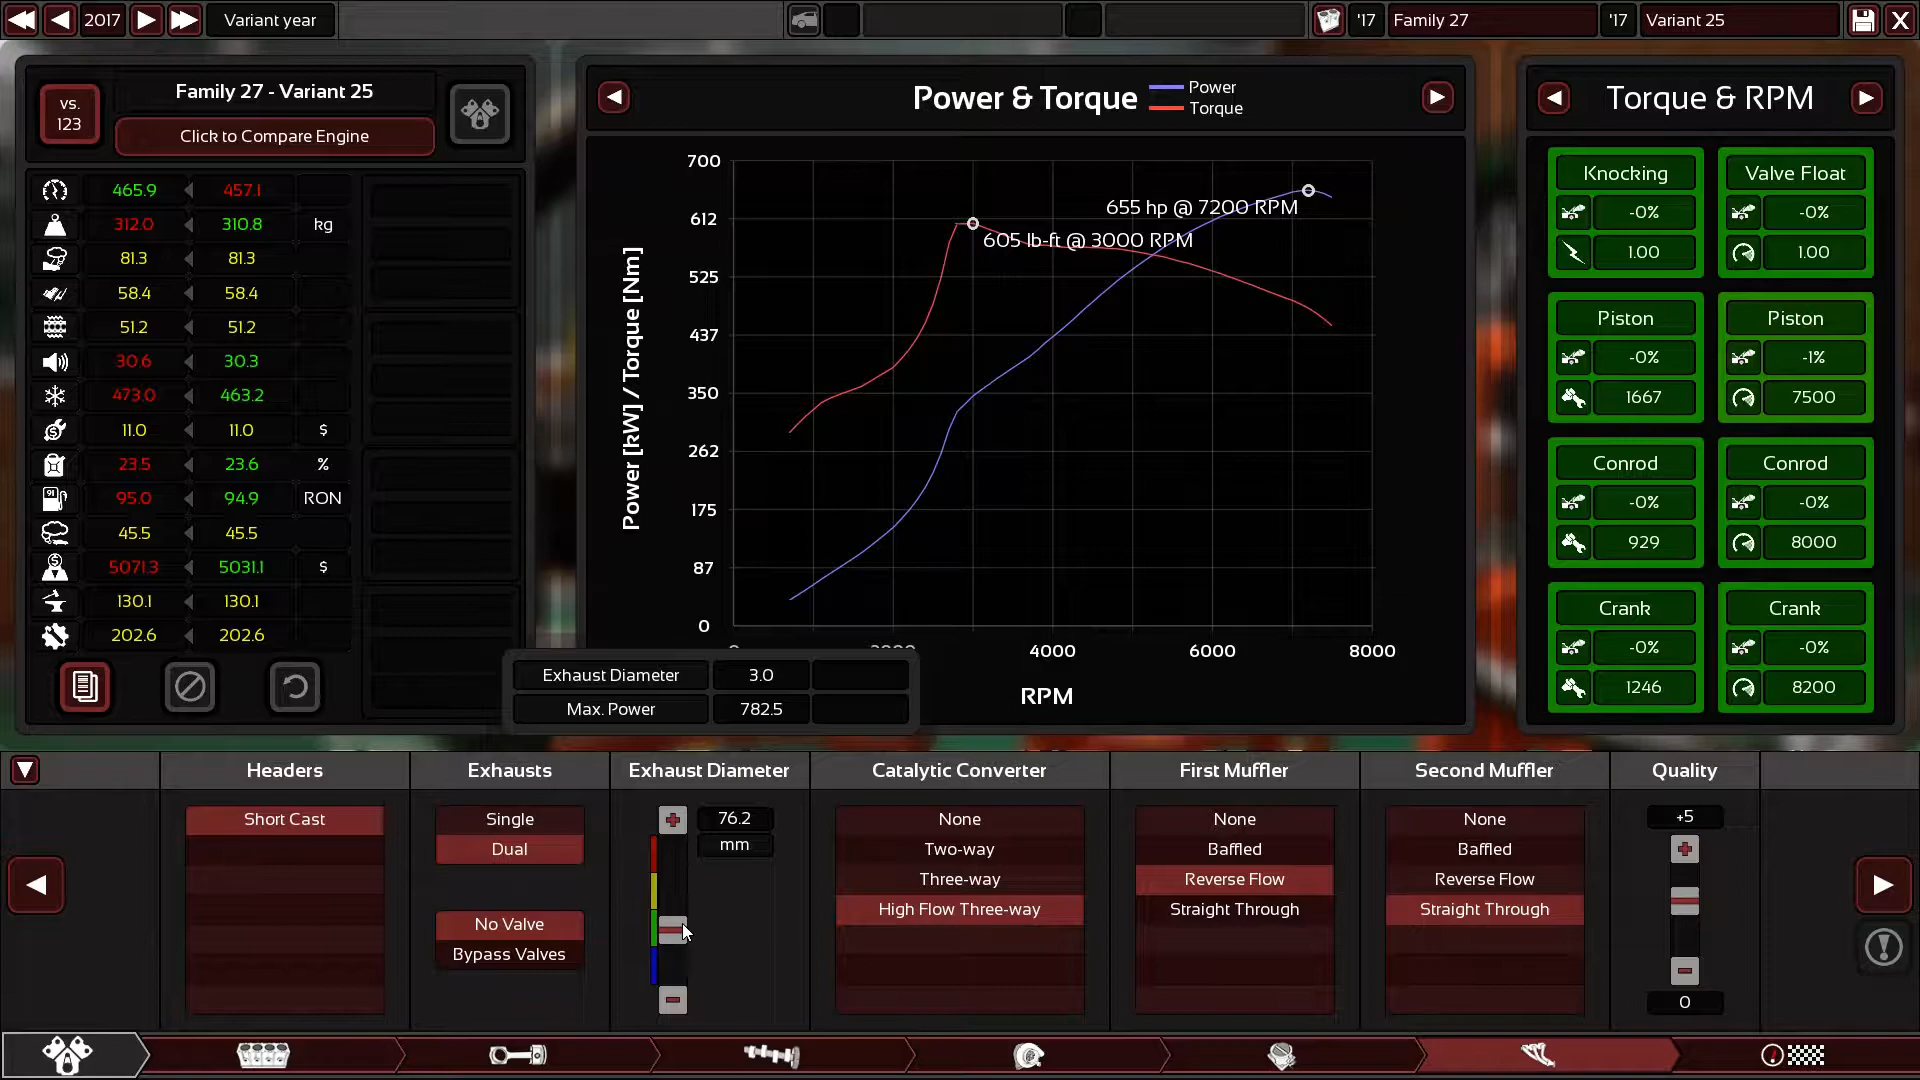 2017
Variant year
'17
Family 27
'17
Variant 25
vs.
123
Family 27 - Variant 25
Click to Compare Engine
465.9 457.1
312.0 310.8 kg
81.3 81.3
58.4 58.4
51.2 51.2
30.6 30.3
473.0 463.2
11.0 11.0 $
23.5 23.6 %
91
95.0 94.9 RON
45.5 45.5
5071.3 5031.1 $
130.1 130.1
202.6 202.6
Power & Torque
Power
Torque
Power [kW] / Torque [Nm]
700
612
525
437
350
262
175
87
0
655 hp @ 7200 RPM
605 lb-ft @ 3000 RPM
4000 6000 8000
RPM
Exhaust Diameter 3.0
Max. Power 782.5
Torque & RPM
Knocking
-0%
1.00
Valve Float
-0%
1.00
Piston
-0%
1667
Piston
-1%
7500
Conrod
-0%
929
Conrod
-0%
8000
Crank
-0%
1246
Crank
-0%
8200
Headers
Short Cast
Exhausts
Single
Dual
No Valve
Bypass Valves
Exhaust Diameter
76.2
mm
Catalytic Converter
None
Two-way
Three-way
High Flow Three-way
First Muffler
None
Baffled
Reverse Flow
Straight Through
Second Muffler
None
Baffled
Reverse Flow
Straight Through
Quality
+5
0